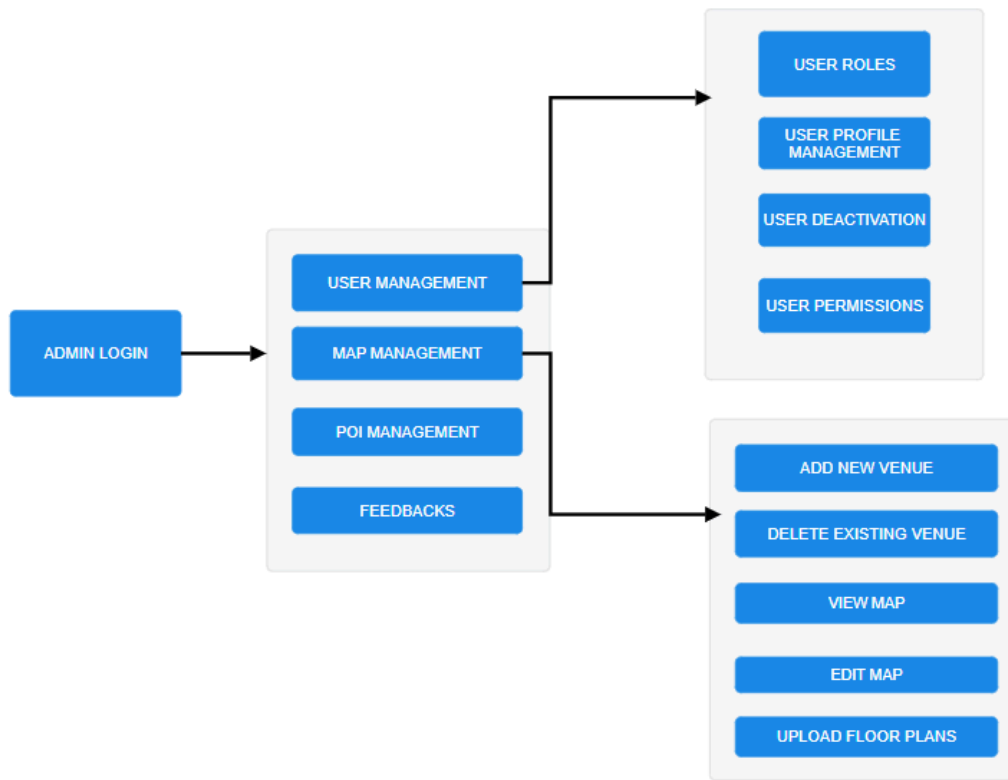 ADMIN LOGIN
USER MANAGEMENT
MAP MANAGEMENT
POI MANAGEMENT
FEEDBACKS
USER ROLES
USER PROFILE
MANAGEMENT
USER DEACTIVATION
USER PERMISSIONS
ADD NEW VENUE
DELETE EXISTING VENUE
VIEW MAP
EDIT MAP
UPLOAD FLOOR PLANS